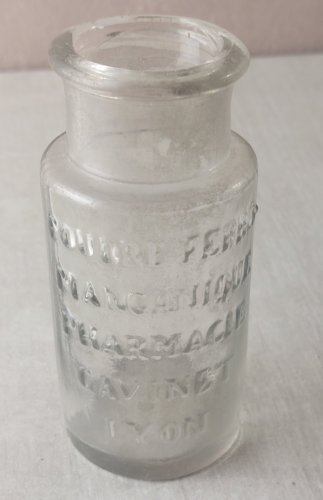 POUDRE FERRO
MANGANIQUE
PHARMACIE
GAVINET
LYON